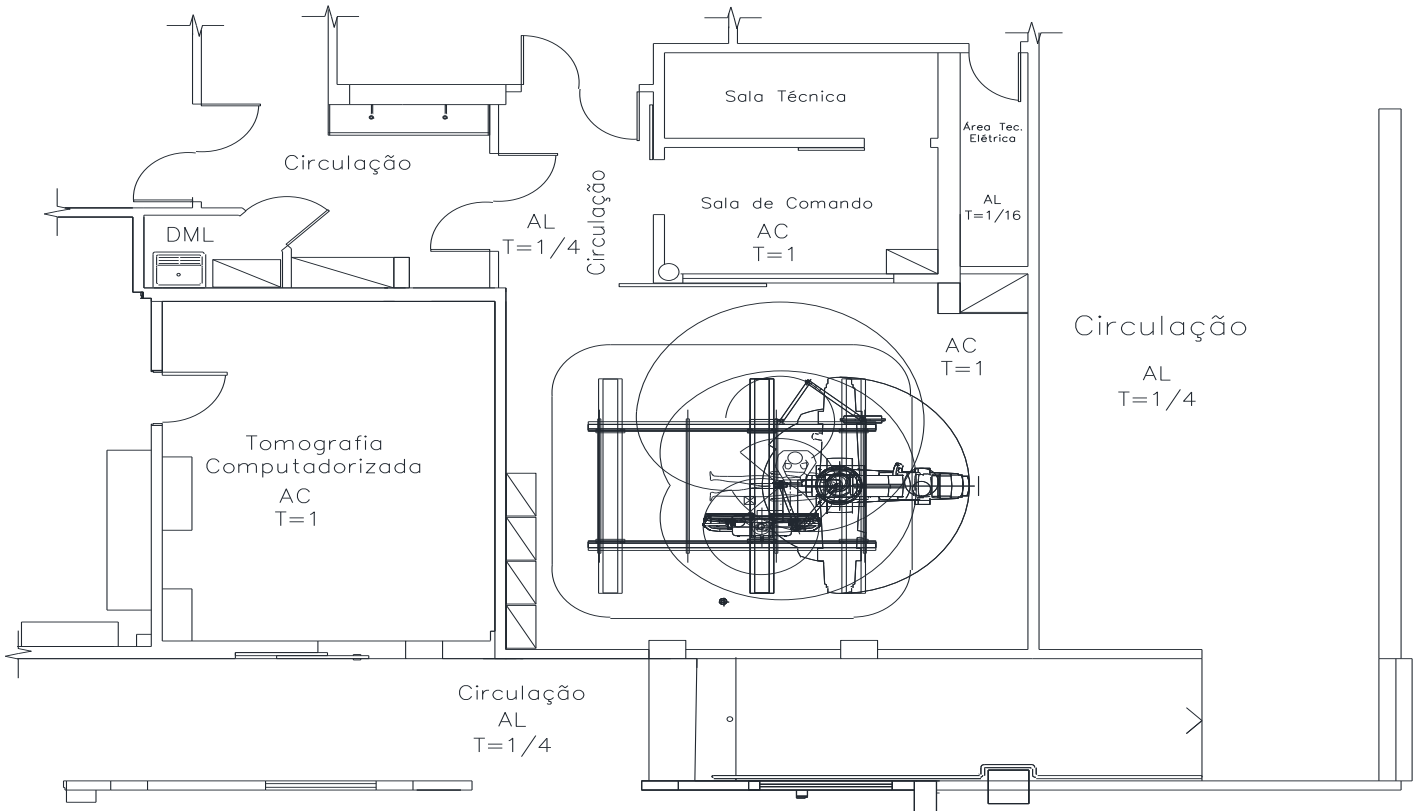 Sala Técnica
Área Tec.
Elétrica
Circulação
Circulação
Sala de Comando
AC
T=1
AL
T=1/16
AL
T=1/4
DML
Circulação
AL
T=1/4
AC
T=1
Tomografia
Computadorizada
AC
T=1
Circulação
AL
T=1/4